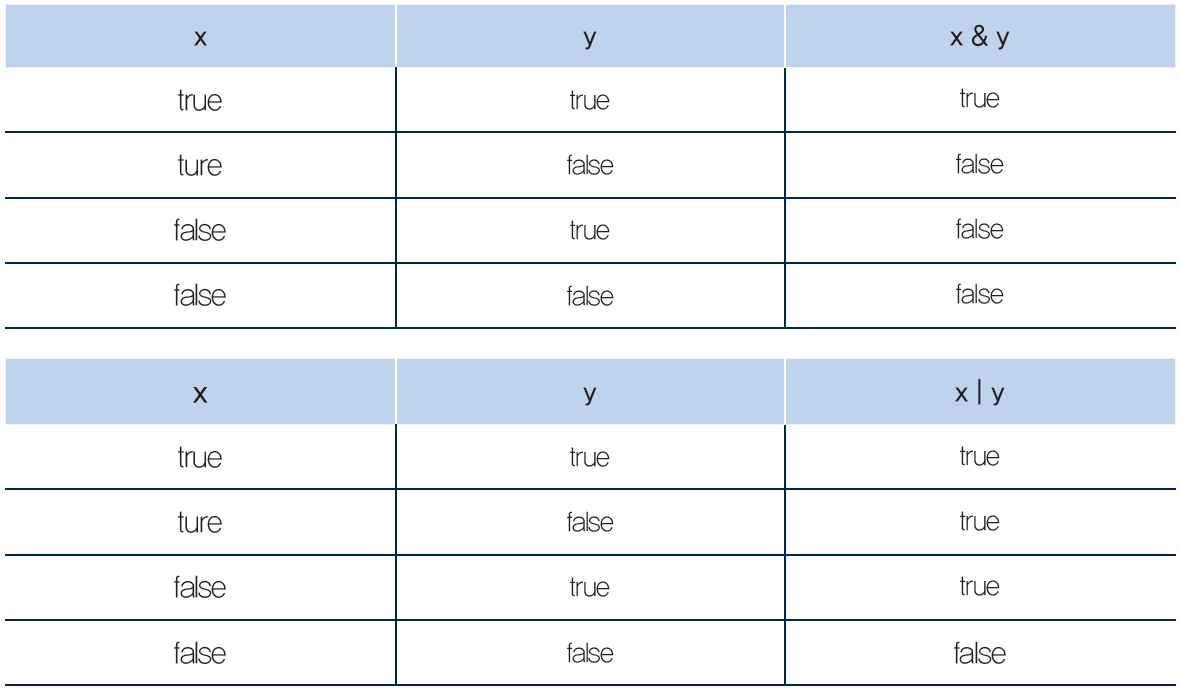 x y x & y
true true true
ture false false
false true false
false false false
x y x | y
true true true
ture false true
false true true
false false false